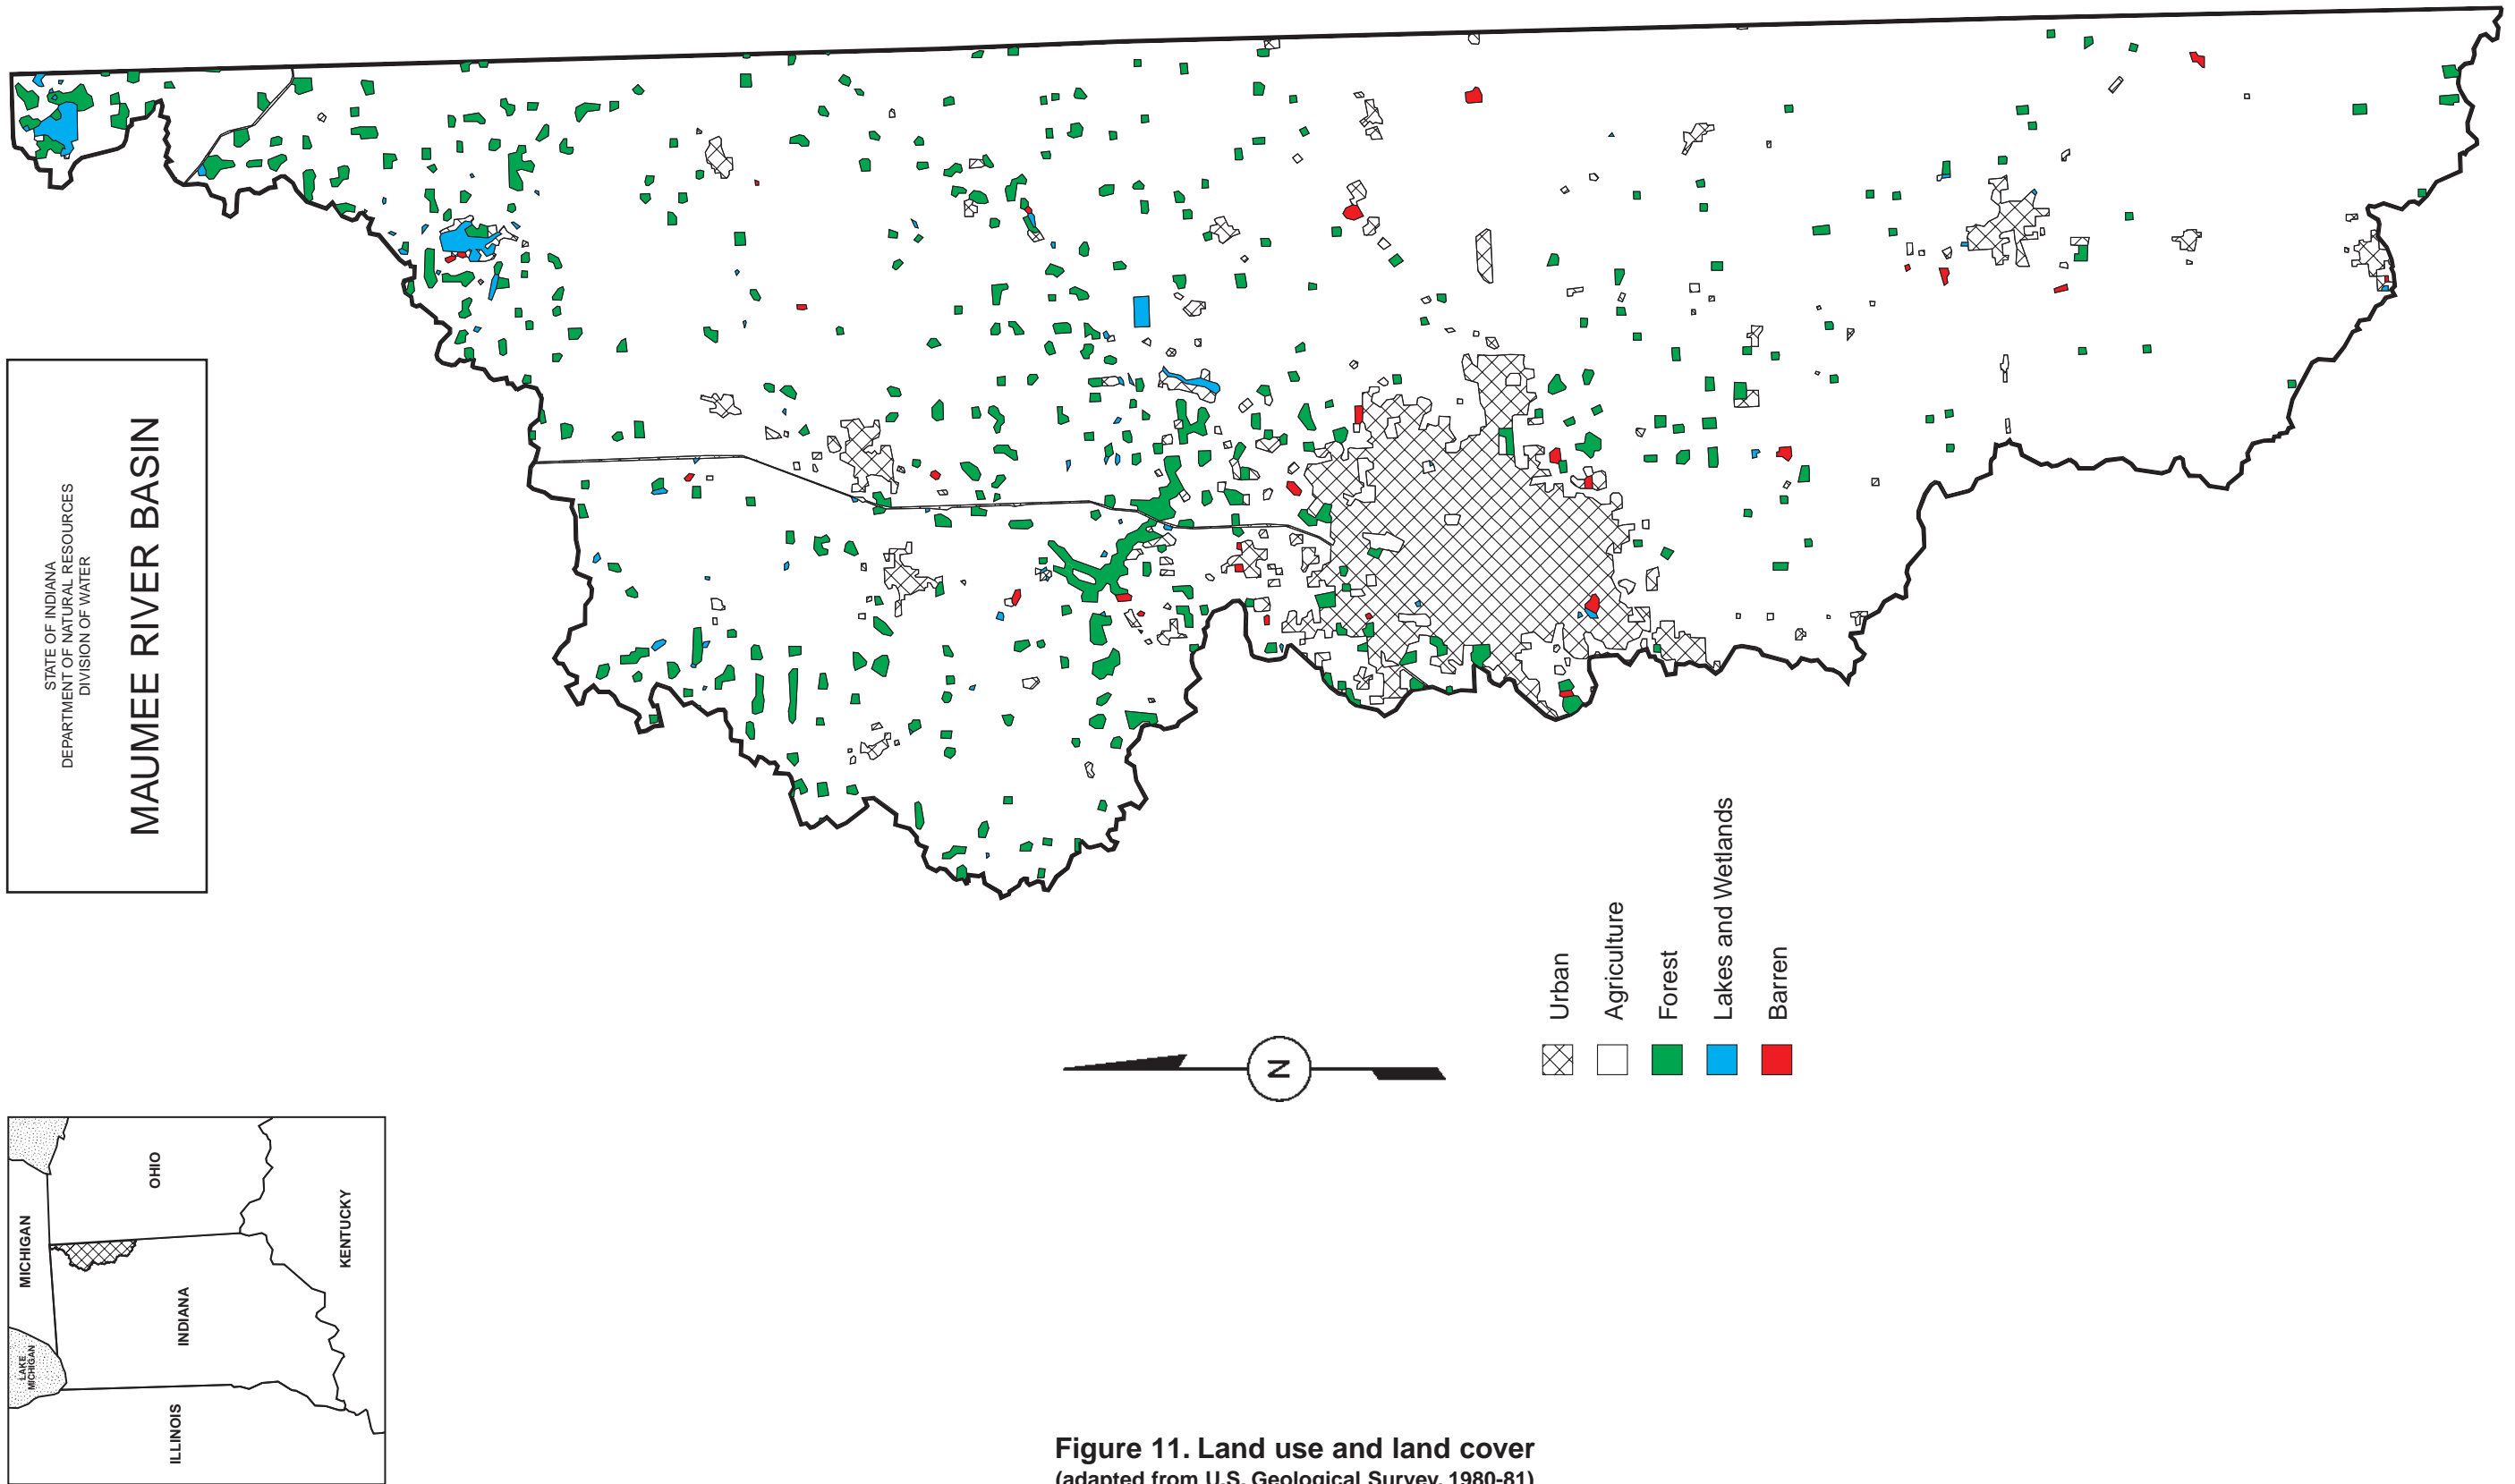 STATE OF INDIANA
DEPARTMENT OF NATURAL RESOURCES
DIVISION OF WATER
MAUMEE RIVER BASIN
Urban
Agriculture
Forest
Lakes and Wetlands
Barren
N
LAKE
MICHIGAN
MICHIGAN
ILLINOIS
INDIANA
OHIO
KENTUCKY
Figure 11. Land use and land cover
(adapted from U.S. Geological Survey, 1980-81)